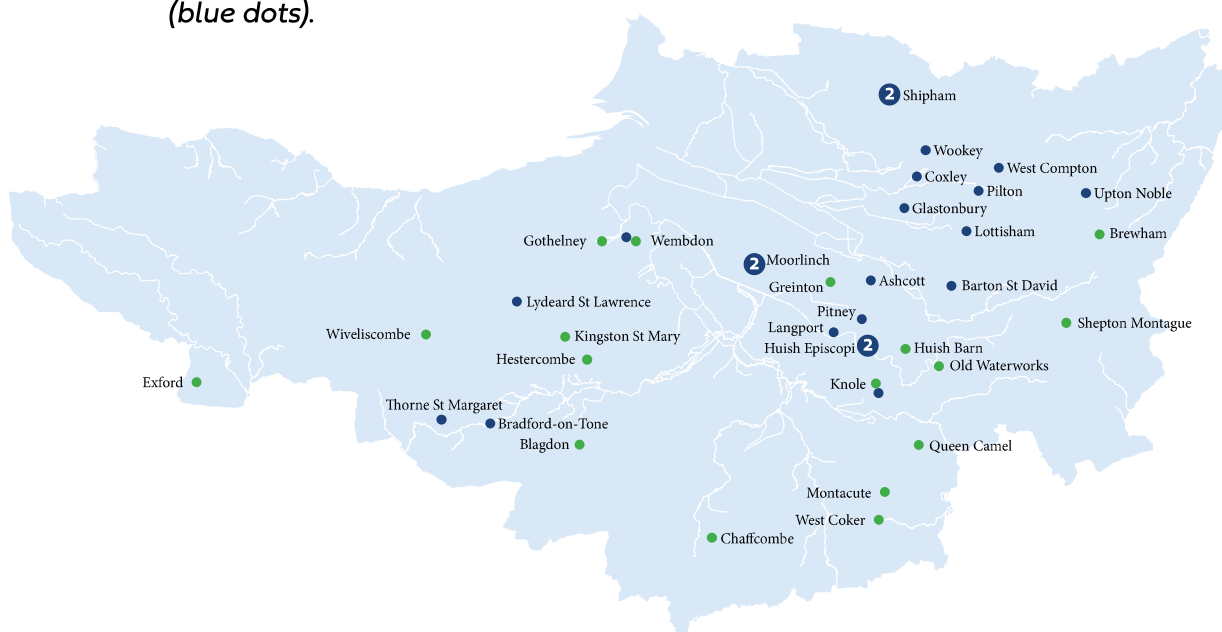 (blue dots).
2 Shipham
Wookey
West Compton
Coxley
Pilton
Upton Noble
Glastonbury
Lottisham
Brewham
Gothelney
Wembdon
2 Moorlinch
Greinton
Ashcott
Barton St David
Lydeard St Lawrence
Pitney
Shepton Montague
Langport
Wiveliscombe
Kingston St Mary
Huish Episcopi 2
Huish Barn
Hestercombe
Old Waterworks
Exford
Knole
Thorne St Margaret
Bradford-on-Tone
Blagdon
Queen Camel
Montacute
West Coker
Chaffcombe